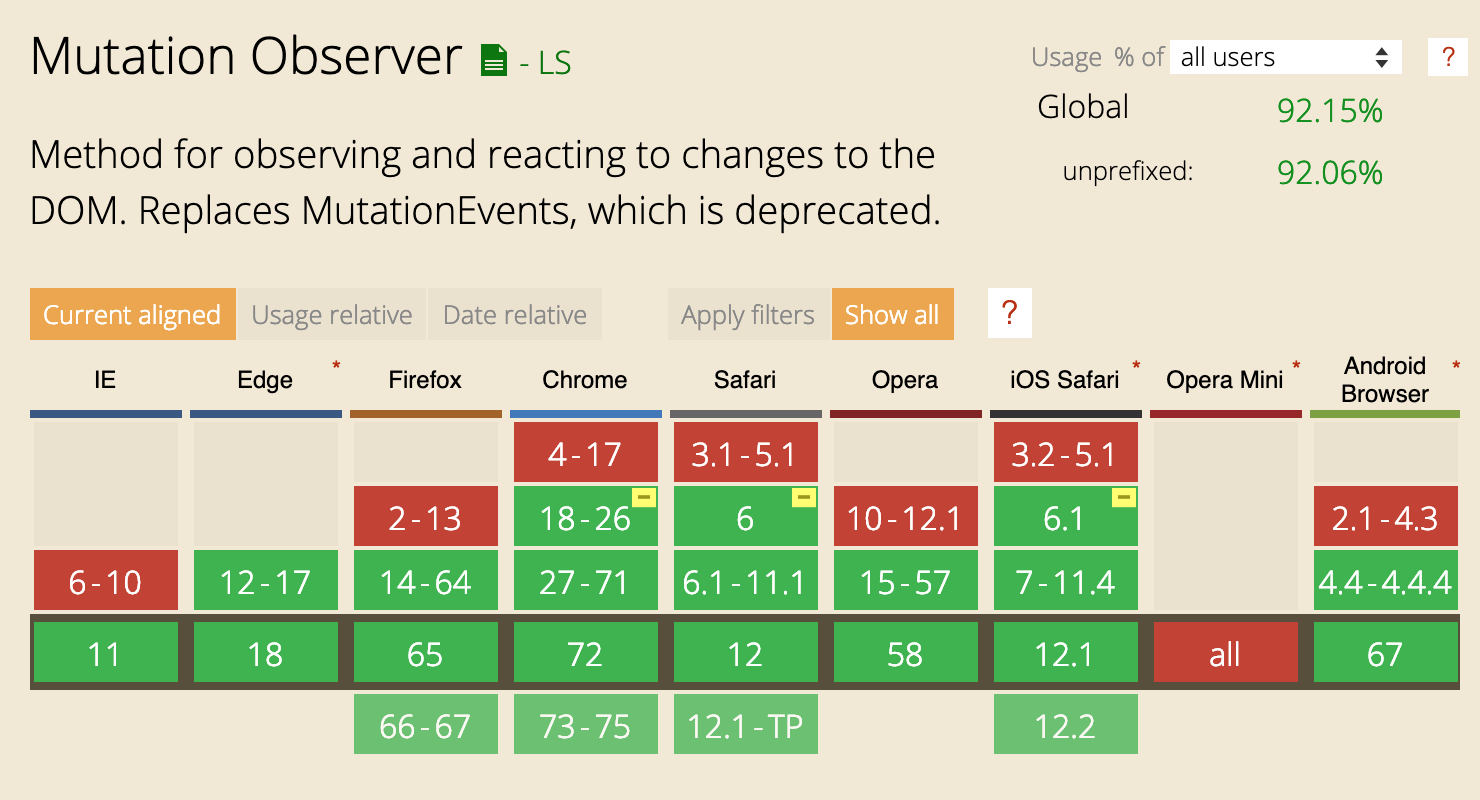 Mutation Observer - LS
Usage % of all users ?
Global 92.15%
unprefixed: 92.06%
Method for observing and reacting to changes to the
DOM. Replaces MutationEvents, which is deprecated.
Current aligned Usage relative Date relative Apply filters Show all ?
IE Edge * Firefox Chrome Safari Opera iOS Safari * Opera Mini * Android Browser *
4-17 3.1-5.1 3.2-5.1
2-13 18-26 6 10-12.1 6.1 2.1-4.3
6-10 12-17 14-64 27-71 6.1-11.1 15-57 7-11.4 4.4-4.4.4
11 18 65 72 12 58 12.1 all 67
66-67 73-75 12.1-TP 12.2